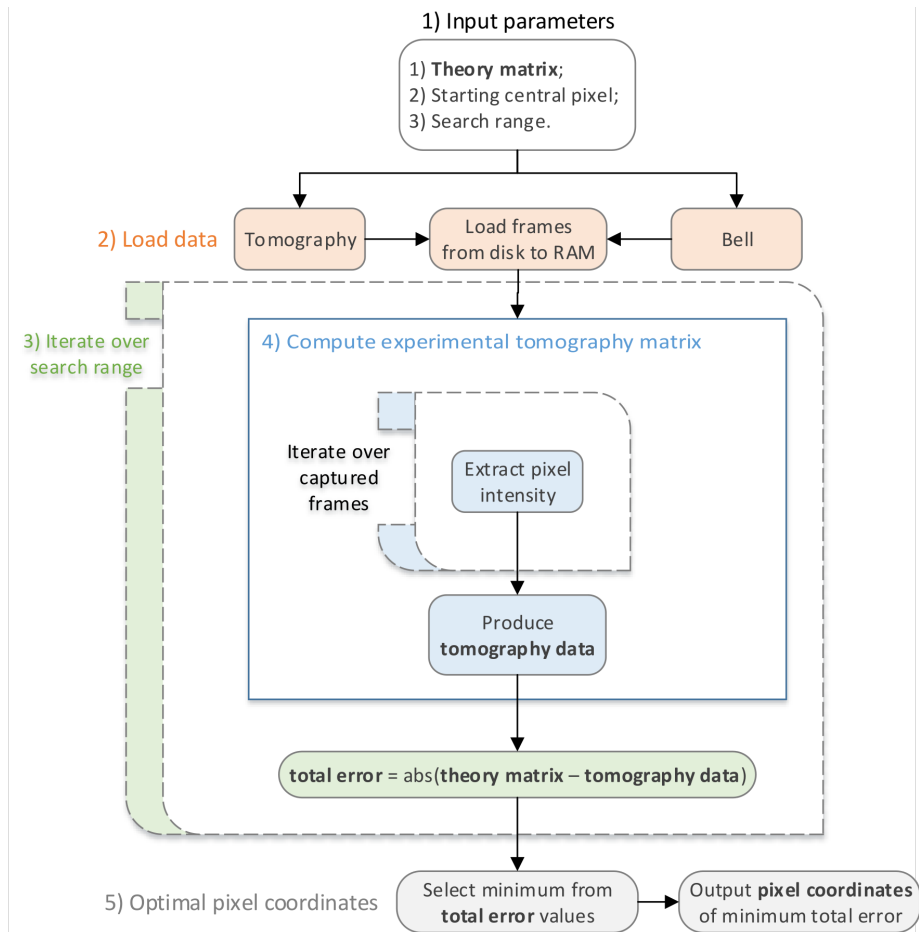 1) Input parameters
1) Theory matrix;
2) Starting central pixel;
3) Search range.
2) Load data
Tomography
Load frames
from disk to RAM
Bell
3) Iterate over
search range
4) Compute experimental tomography matrix
Iterate over
captured
frames
Extract pixel
intensity
Produce
tomography data
total error = abs(theory matrix – tomography data)
5) Optimal pixel coordinates
Select minimum from
total error values
Output pixel coordinates
of minimum total error